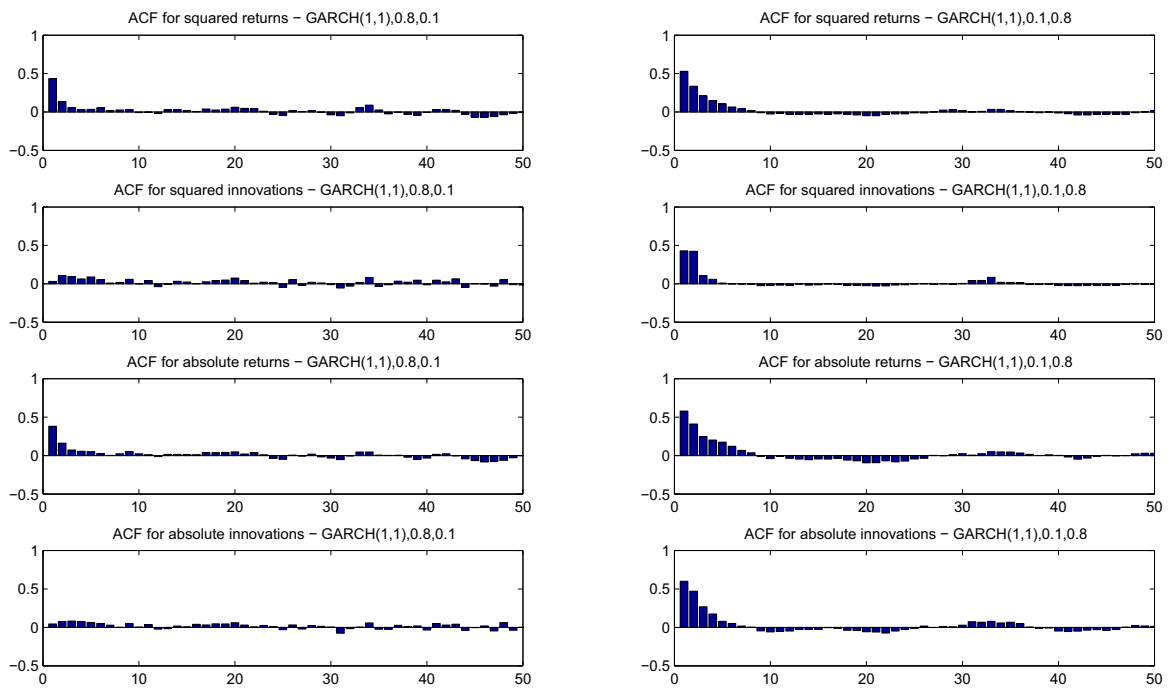 ACF for squared returns − GARCH(1,1),0.8,0.1
1
0.5
0
−0.5
0 10 20 30 40 50
ACF for squared returns − GARCH(1,1),0.1,0.8
1
0.5
0
−0.5
0 10 20 30 40 50
ACF for squared innovations − GARCH(1,1),0.8,0.1
1
0.5
0
−0.5
0 10 20 30 40 50
ACF for squared innovations − GARCH(1,1),0.1,0.8
1
0.5
0
−0.5
0 10 20 30 40 50
ACF for absolute returns − GARCH(1,1),0.8,0.1
1
0.5
0
−0.5
0 10 20 30 40 50
ACF for absolute returns − GARCH(1,1),0.1,0.8
1
0.5
0
−0.5
0 10 20 30 40 50
ACF for absolute innovations − GARCH(1,1),0.8,0.1
1
0.5
0
−0.5
0 10 20 30 40 50
ACF for absolute innovations − GARCH(1,1),0.1,0.8
1
0.5
0
−0.5
0 10 20 30 40 50